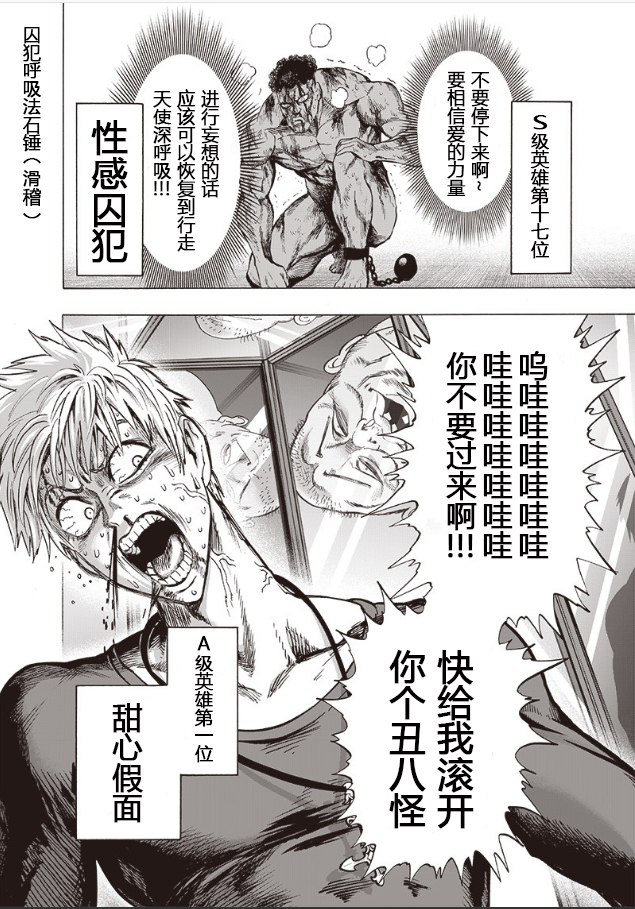 S级英雄第十七位
不要停下来啊~
要相信爱的力量
进行妄想的话
应该可以恢复到行走
天使深呼吸!!!
性感囚犯
囚犯呼吸法石锤（滑稽）
呜哇哇哇哇哇哇
哇哇哇哇哇哇哇
你不要过来啊!!!
快给我滚开
你个丑八怪
A级英雄第一位
甜心假面